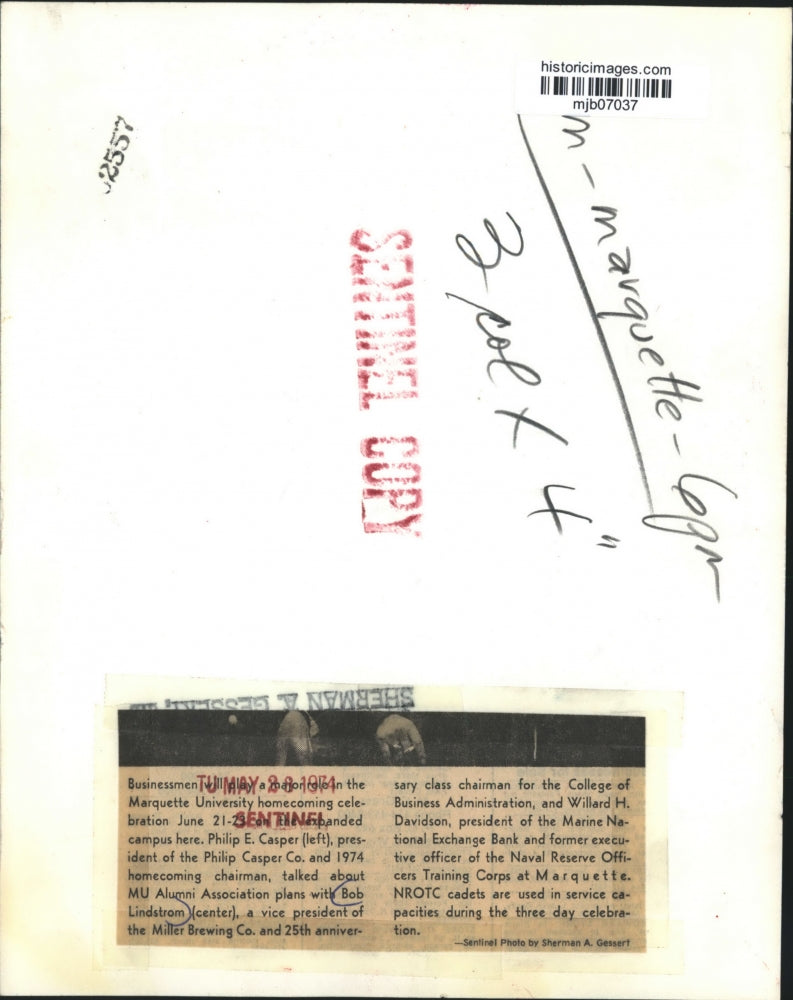 historicimages.com
mjb07037
2557
m-marquette-6pm
3 col x 4"
SENTINEL COPY
SHERMAN A. GESSERT, JR.
TU MAY 28 1974
SENTINEL
Businessmen will play a major role in the
Marquette University homecoming cele-
bration June 21-23 on the expanded
campus here. Philip E. Casper (left), pres-
ident of the Philip Casper Co. and 1974
homecoming chairman, talked about
MU Alumni Association plans with Bob
Lindstrom (center), a vice president of
the Miller Brewing Co. and 25th anniver-
sary class chairman for the College of
Business Administration, and Willard H.
Davidson, president of the Marine Na-
tional Exchange Bank and former execu-
tive officer of the Naval Reserve Offi-
cers Training Corps at Marquette.
NROTC cadets are used in service ca-
pacities during the three day celebra-
tion.
—Sentinel Photo by Sherman A. Gessert